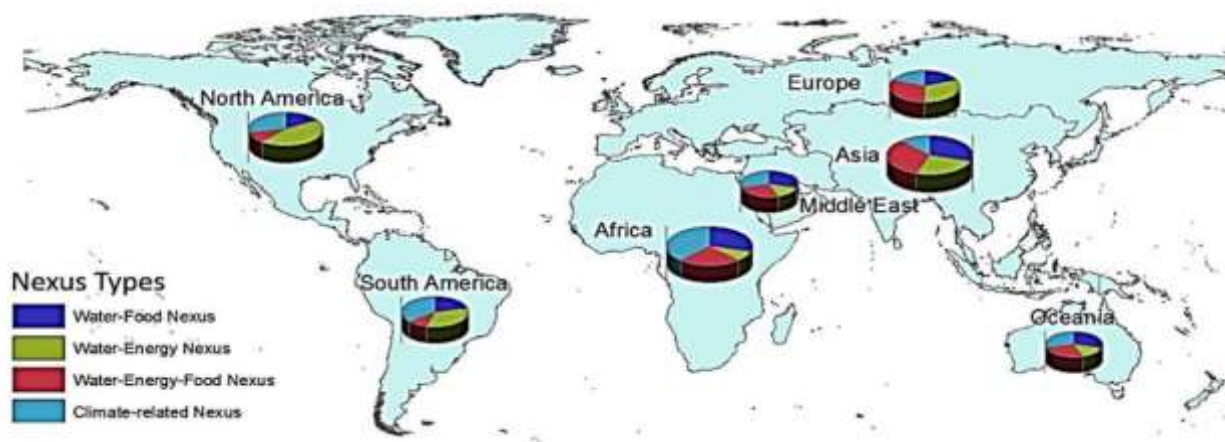 North America
Europe
Asia
Middle East
Africa
South America
Oceania
Nexus Types
Water-Food Nexus
Water-Energy Nexus
Water-Energy-Food Nexus
Climate-related Nexus